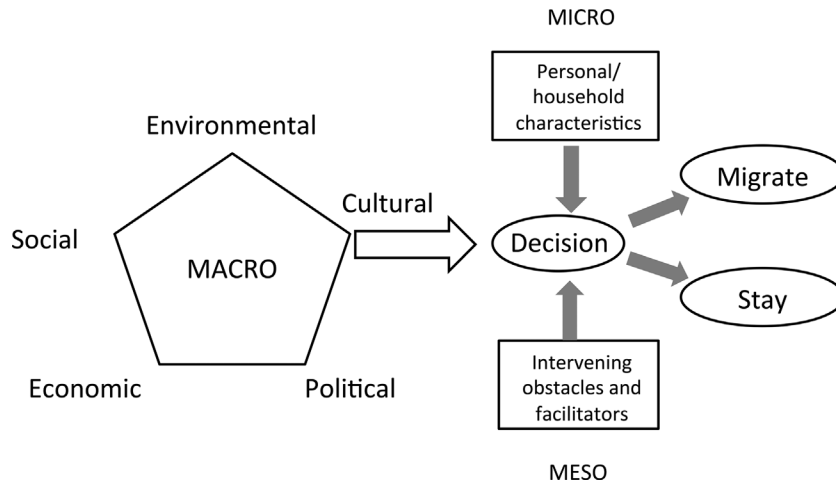 MICRO
Personal/
household
characteristics
Environmental
Migrate
Cultural
Social
MACRO
Decision
Stay
Economic
Political
Intervening
obstacles and
facilitators
MESO